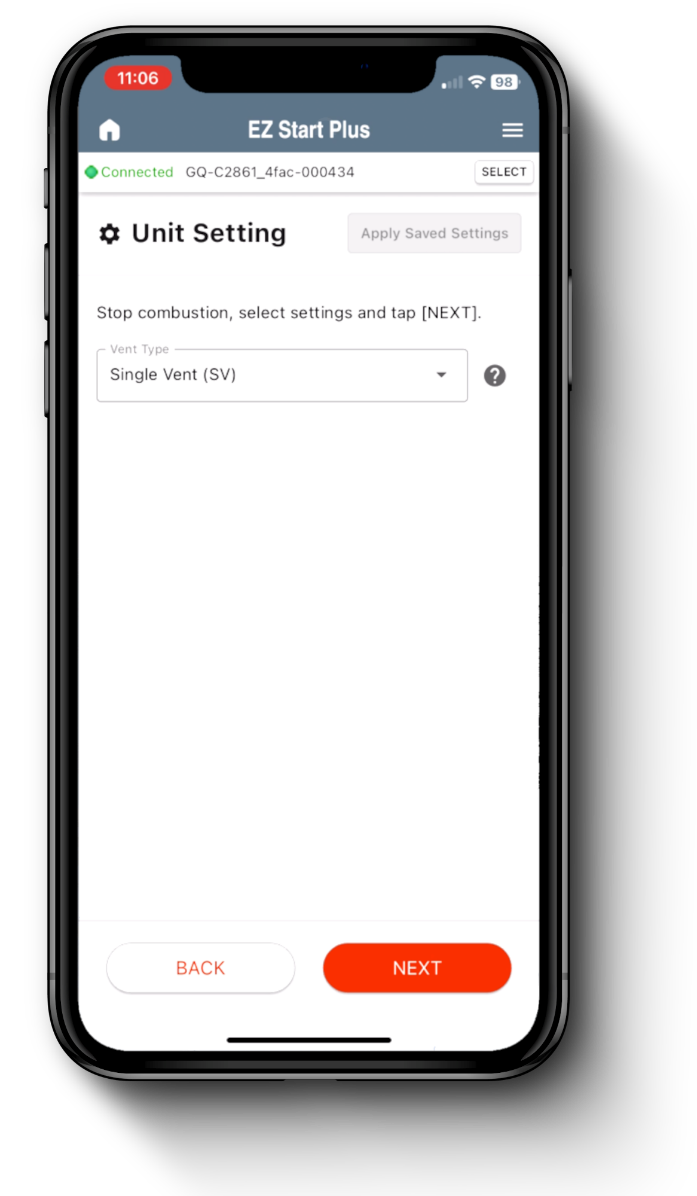 11:06
98
EZ Start Plus
Connected GQ-C2861_4fac-000434 SELECT
Unit Setting
Apply Saved Settings
Stop combustion, select settings and tap [NEXT].
Vent Type
Single Vent (SV)
?
BACK
NEXT